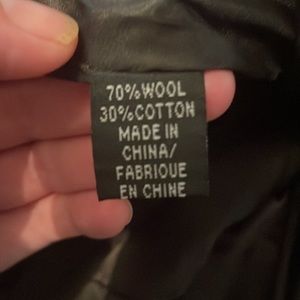 70%WOOL
30%COTTON
MADE IN
CHINA/
FABRIQUE
EN CHINE